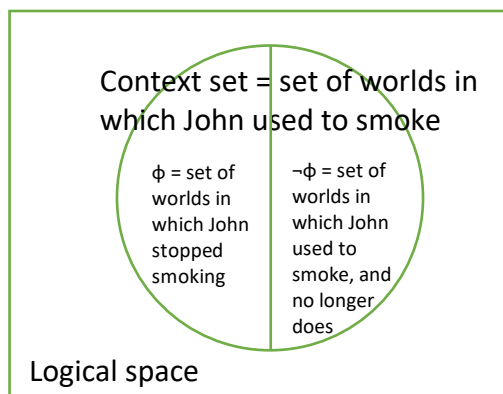 Context set = set of worlds in
which John used to smoke
ϕ = set of
worlds in
which John
stopped
smoking
¬ϕ = set of
worlds in
which John
used to
smoke, and
no longer
does
Logical space